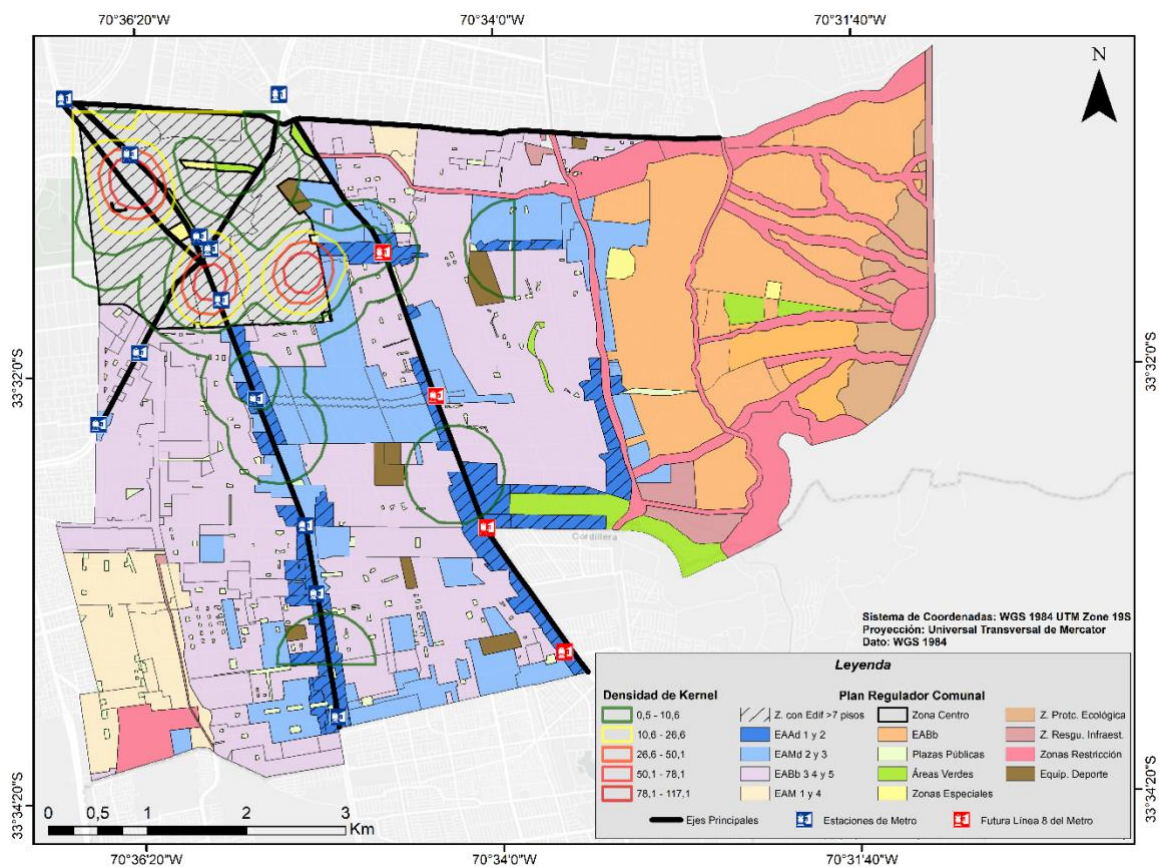 70°36'20"W 70°34'0"W 70°31'40"W
N
33°32'0"S 33°32'0"S
Cordillera
Sistema de Coordenadas: WGS 1984 UTM Zone 19S
Proyección: Universal Transversal de Mercator
Dato: WGS 1984
Leyenda
Densidad de Kernel
0,5 - 10,6
10,6 - 26,6
26,6 - 50,1
50,1 - 78,1
78,1 - 117,1
Plan Regulador Comunal
Z. con Edif >7 pisos
EAAd 1 y 2
EAMd 2 y 3
EABb 3 4 y 5
EAM 1 y 4
Zona Centro
EABb
Plazas Públicas
Áreas Verdes
Zonas Especiales
Z. Protc. Ecológica
Z. Resgu. Infraest.
Zonas Restricción
Equip. Deporte
Ejes Principales
Estaciones de Metro
Futura Línea 8 del Metro
33°34'20"S 33°34'20"S
0 0,5 1 2 3
Km
70°36'20"W 70°34'0"W 70°31'40"W